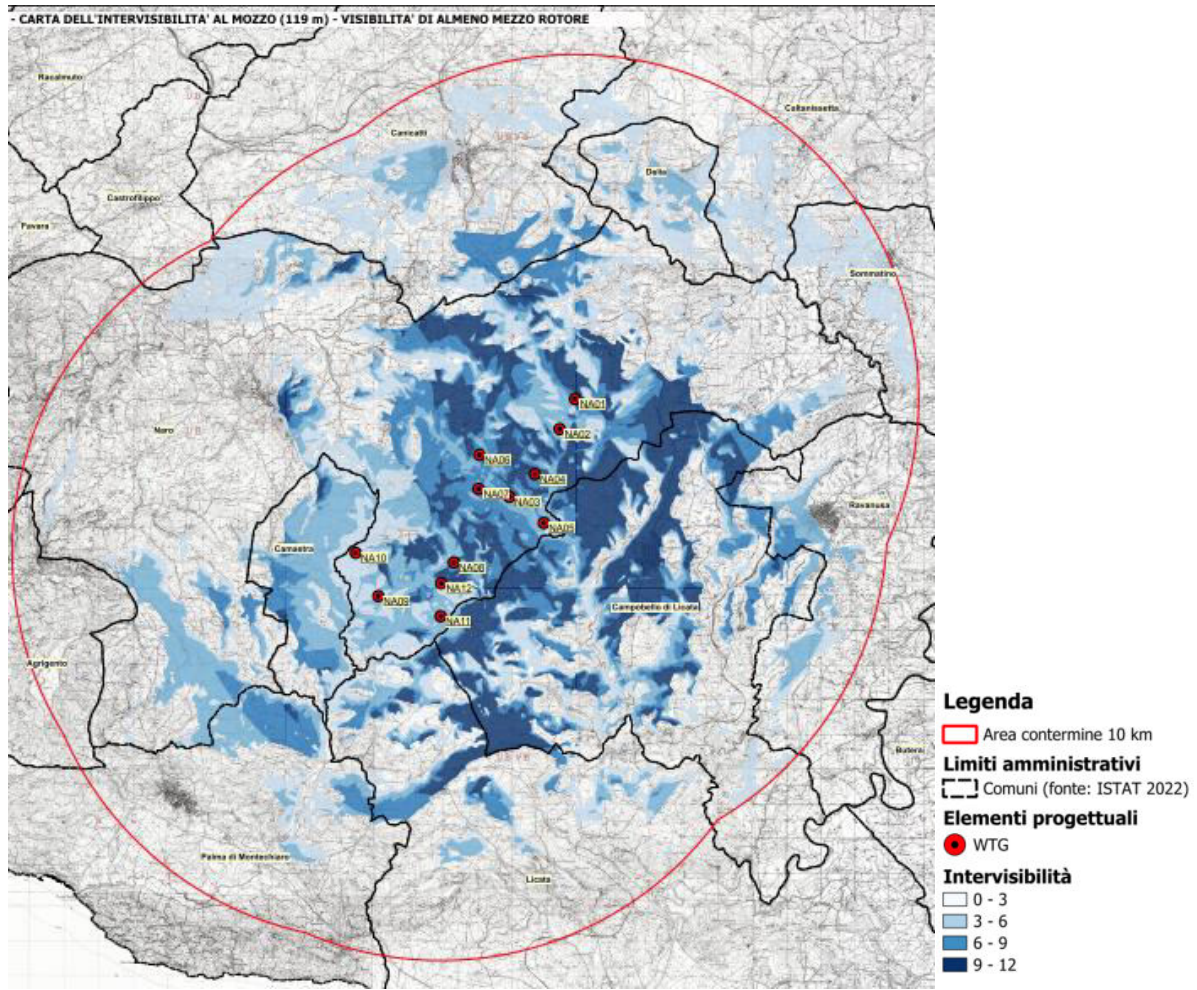 - CARTA DELL'INTERVISIBILITA' AL MOZZO (119 m) - VISIBILITA' DI ALMENO MEZZO ROTORE
Racalmuto
Caltanissetta
Canicattì
Delia
Castrofilippo
Favara
Sommatino
NA01
Naro
NA02
NA06
NA04
NA07
NA03
Ravanusa
NA05
Camastra
NA10
NA08
NA12
NA09
Campobello di Licata
NA11
Agrigento
Butera
Palma di Montechiaro
Licata
Legenda
Area contermine 10 km
Limiti amministrativi
Comuni (fonte: ISTAT 2022)
Elementi progettuali
WTG
Intervisibilità
0 - 3
3 - 6
6 - 9
9 - 12